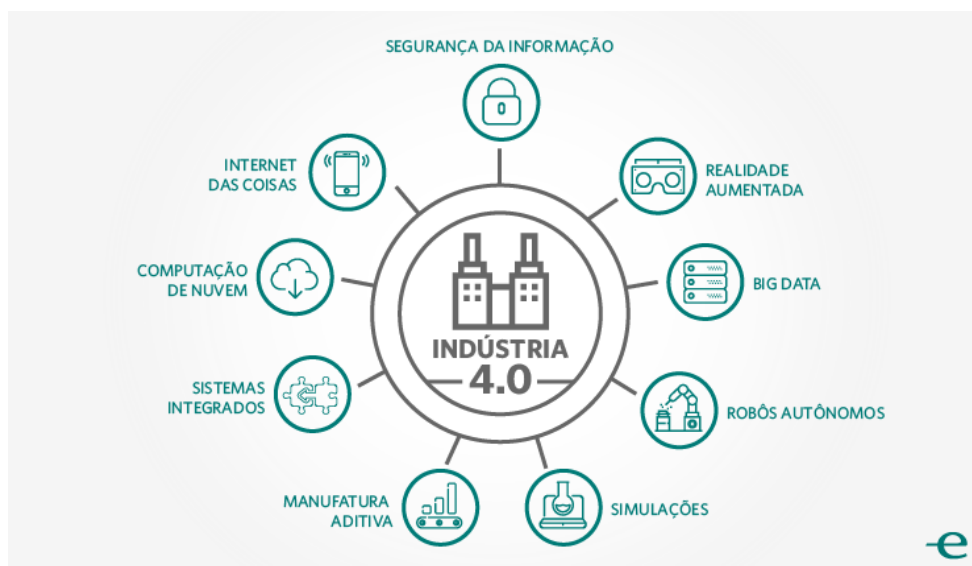 SEGURANÇA DA INFORMAÇÃO
INTERNET
DAS COISAS
REALIDADE
AUMENTADA
COMPUTAÇÃO
DE NUVEM
BIG DATA
INDÚSTRIA
4.0
SISTEMAS
INTEGRADOS
ROBÔS AUTÔNOMOS
MANUFATURA
ADITIVA
SIMULAÇÕES
e